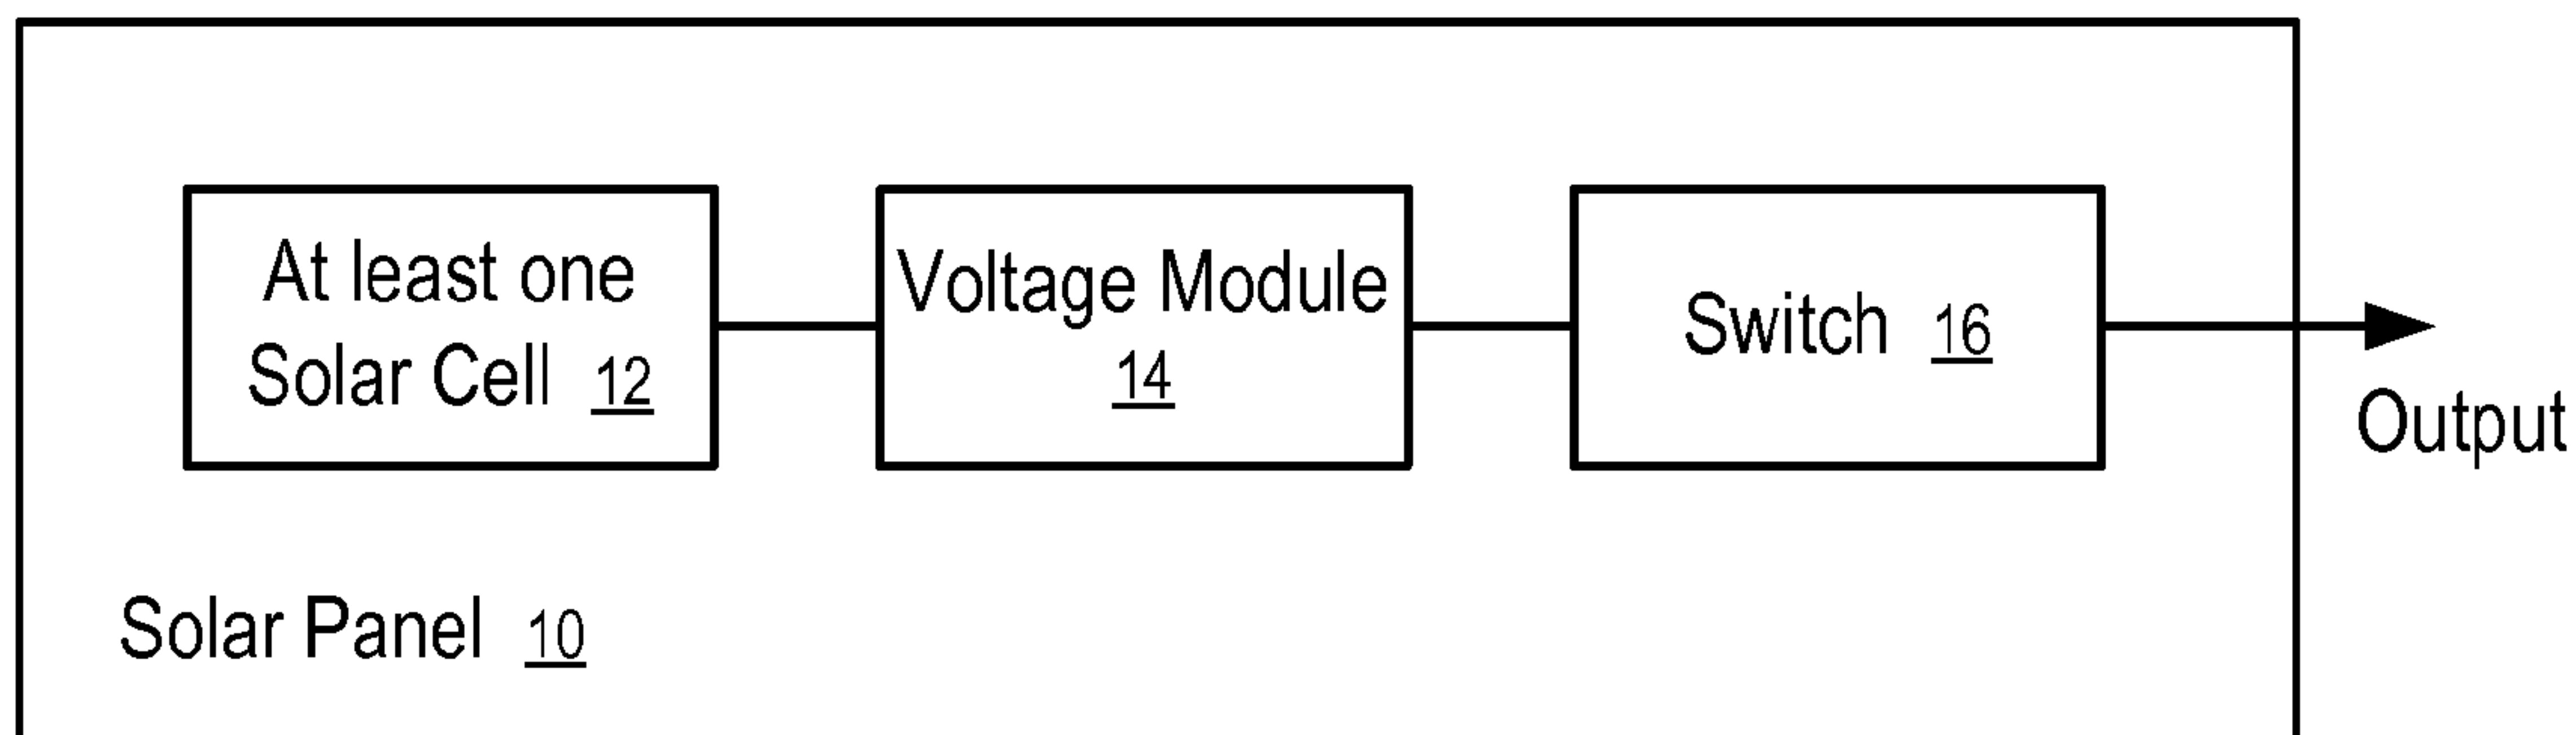 At least one
Solar Cell 12
Voltage Module
14
Switch 16
Output
Solar Panel 10